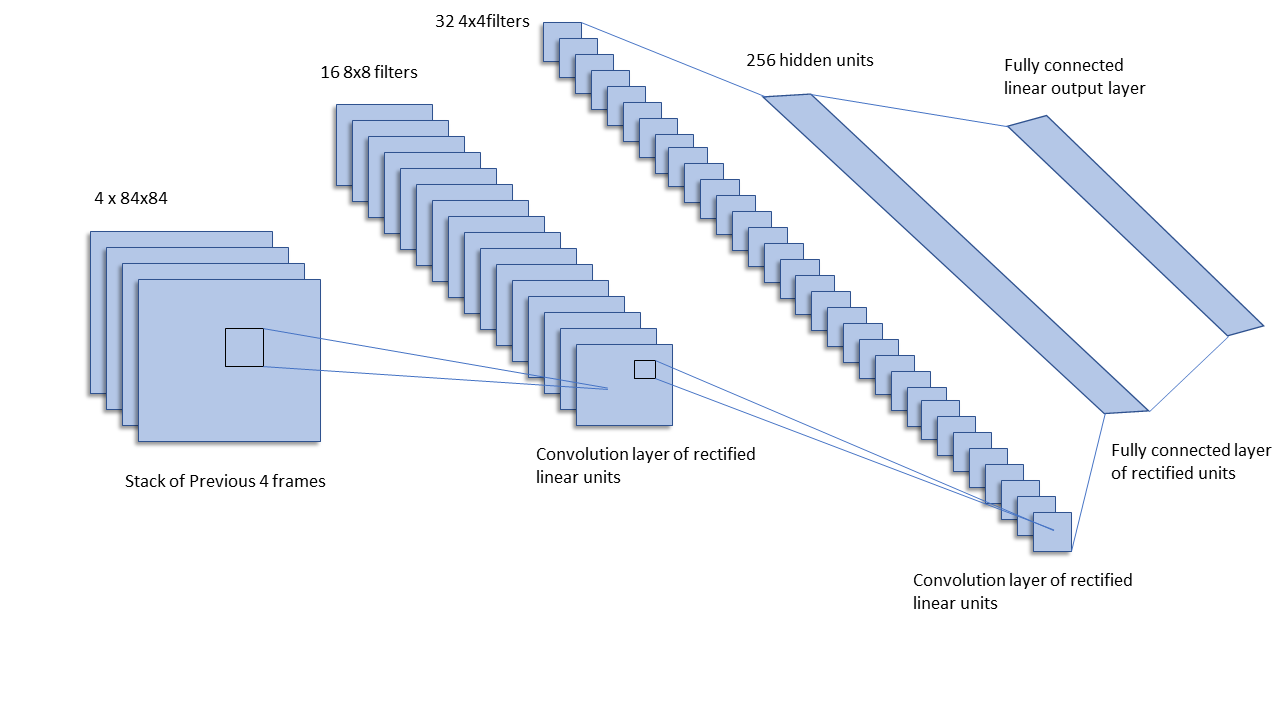 32 4x4filters
16 8x8 filters
256 hidden units
Fully connected
linear output layer
4 x 84x84
Stack of Previous 4 frames
Convolution layer of rectified
linear units
Fully connected layer
of rectified units
Convolution layer of rectified
linear units